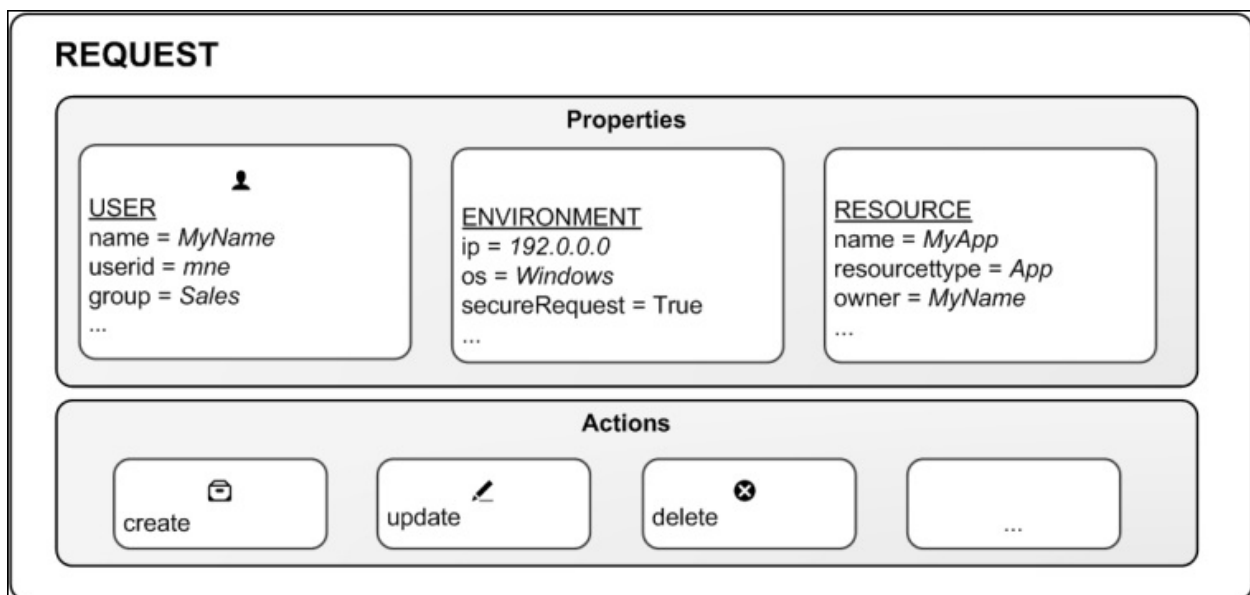 REQUEST
Properties
USER
name = MyName
userid = mne
group = Sales
...
ENVIRONMENT
ip = 192.0.0.0
os = Windows
secureRequest = True
...
RESOURCE
name = MyApp
resourcettype = App
owner = MyName
...
Actions
create
update
delete
...